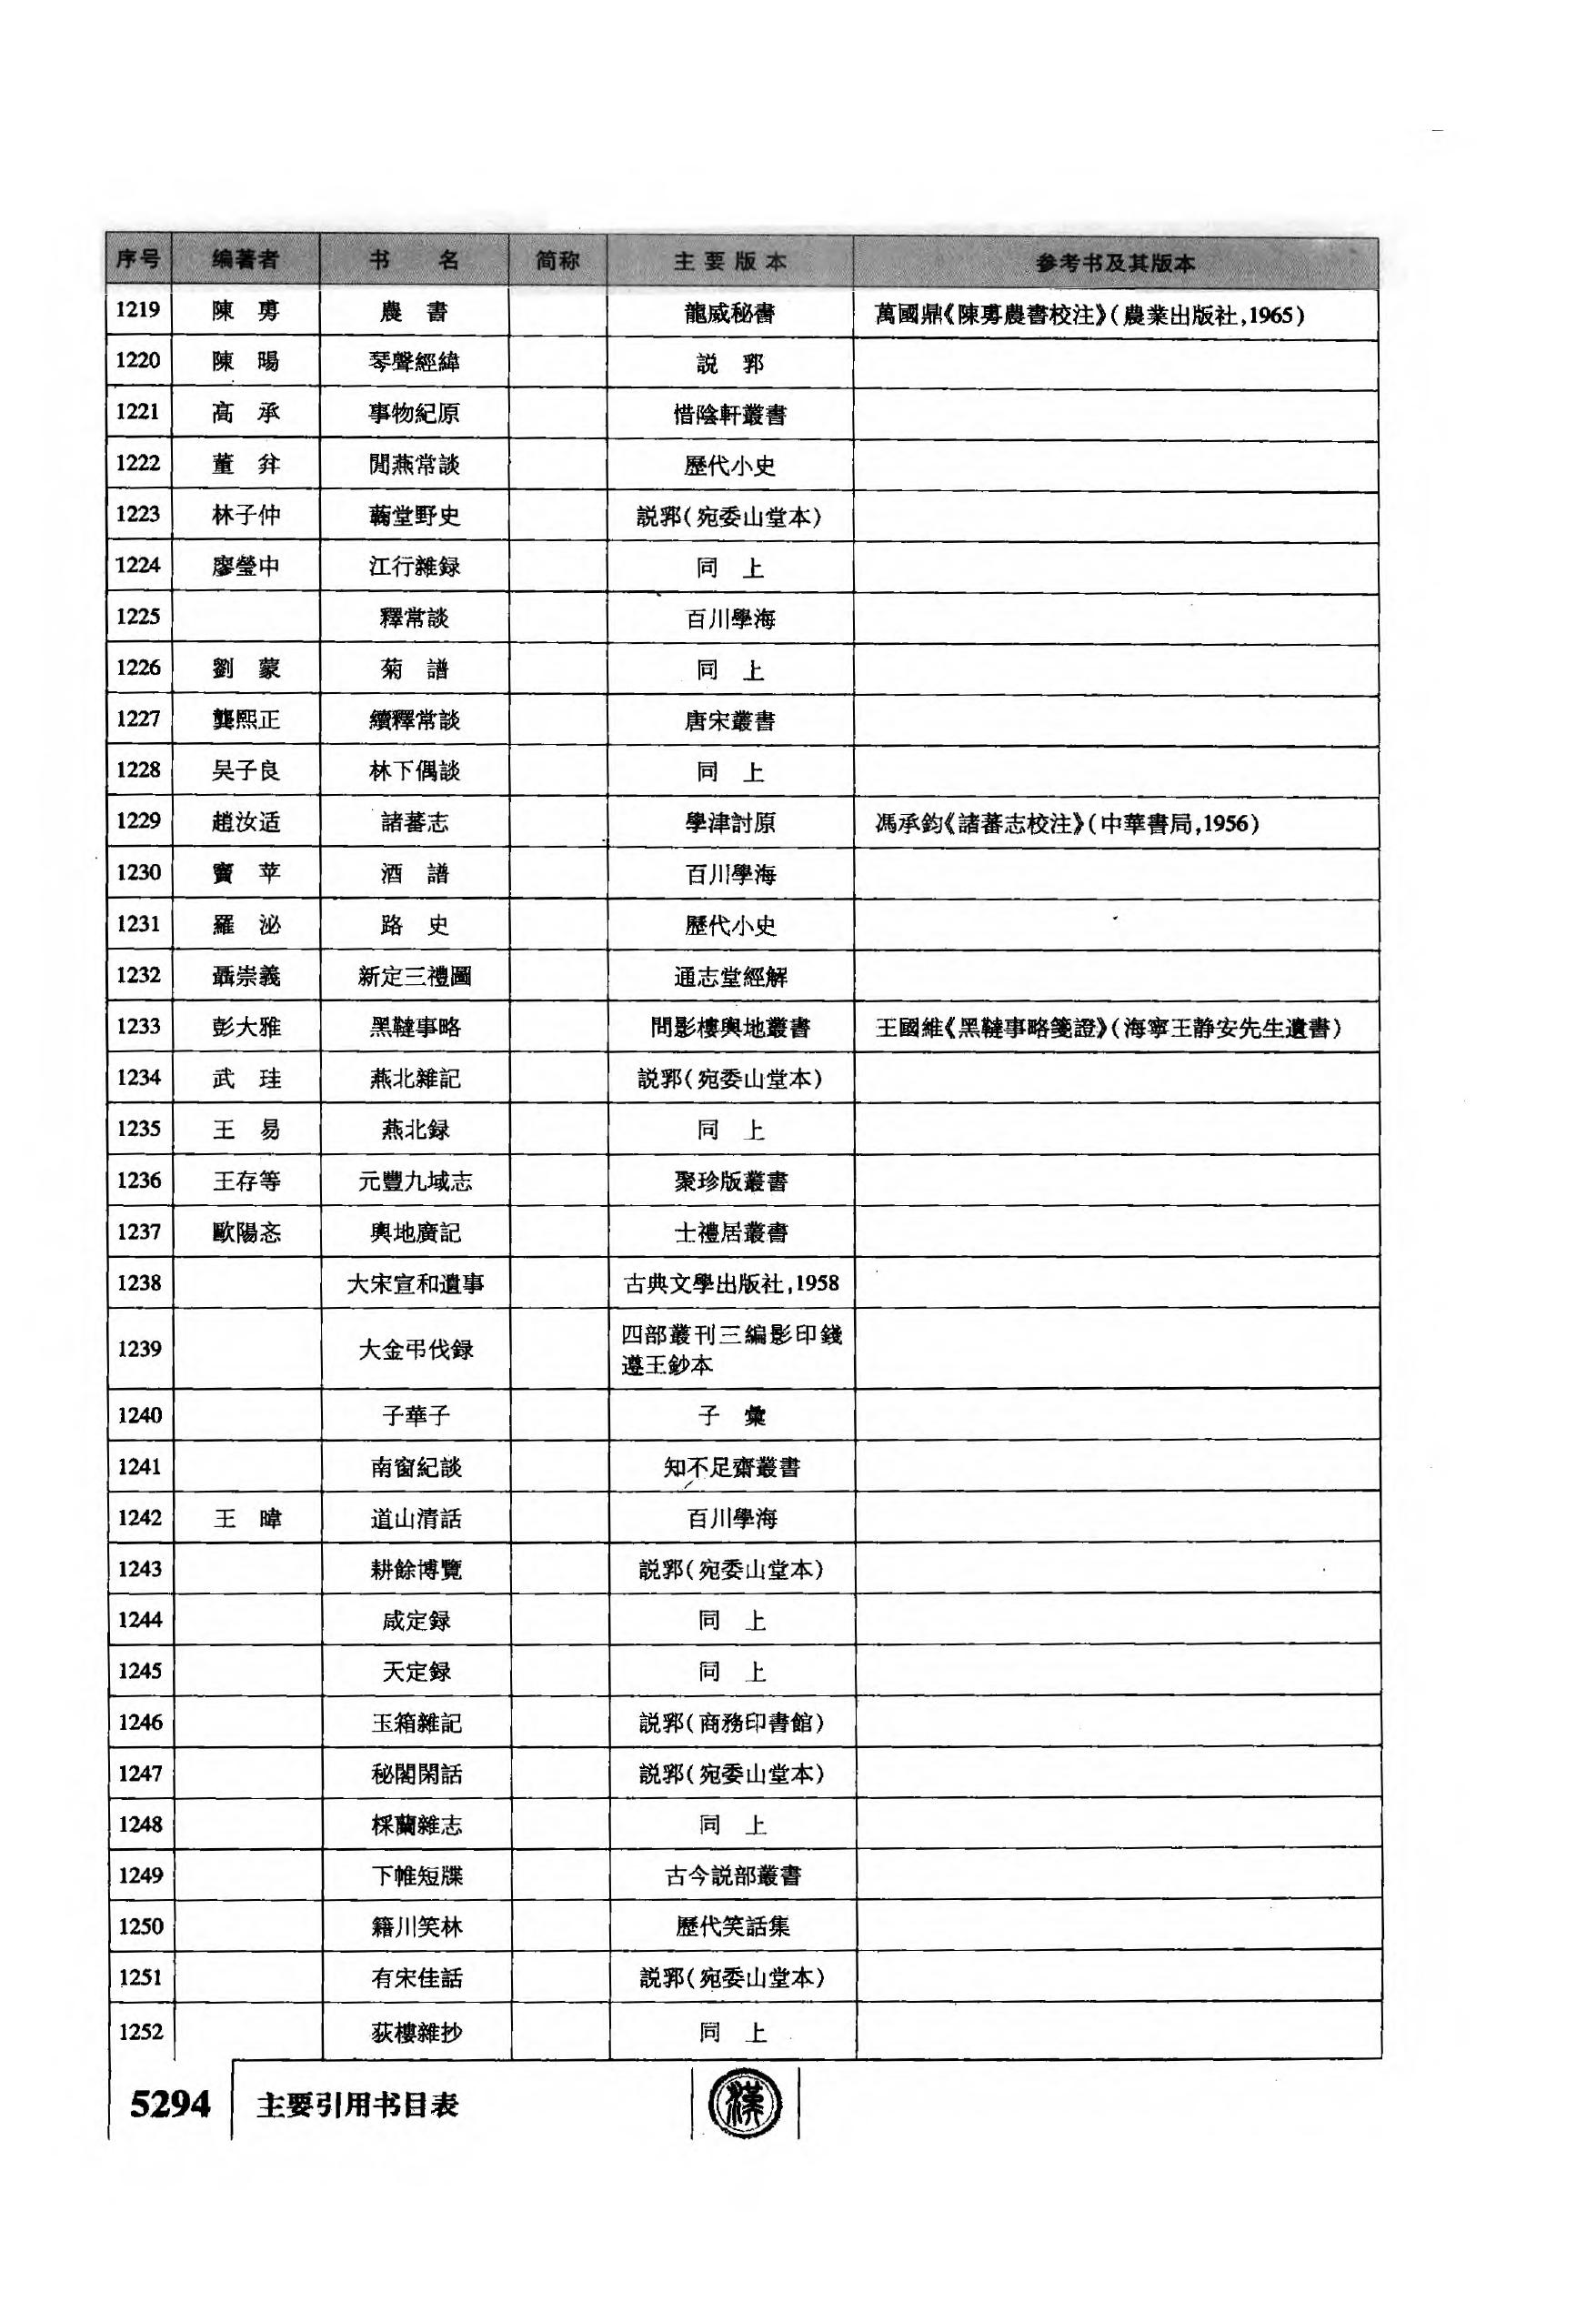 序号 编著者 书 名 简称 主要版本 参考书及其版本
1219 陳 旉 農 書 龍威秘書 萬國鼎《陳旉農書校注》(農業出版社,1965)
1220 陳 暘 琴聲經緯 説 郛
1221 高 承 事物紀原 惜陰軒叢書
1222 董 弅 閒燕常談 歷代小史
1223 林子仲 蓺堂野史 説郛(宛委山堂本)
1224 廖瑩中 江行雜録 同 上
1225 釋常談 百川學海
1226 劉 蒙 菊 譜 同 上
1227 龔熙正 續釋常談 唐宋叢書
1228 吴子良 林下偶談 同 上
1229 趙汝适 諸蕃志 學津討原 馮承鈞《諸蕃志校注》(中華書局,1956)
1230 竇 苹 酒 譜 百川學海
1231 羅 泌 路 史 歷代小史
1232 聶崇義 新定三禮圖 通志堂經解
1233 彭大雅 黑韃事略 問影樓輿地叢書 王國維《黑韃事略箋證》(海寧王静安先生遺書)
1234 武 珪 燕北雜記 説郛(宛委山堂本)
1235 王 易 燕北録 同 上
1236 王存等 元豐九域志 聚珍版叢書
1237 歐陽忞 輿地廣記 士禮居叢書
1238 大宋宣和遺事 古典文學出版社,1958
1239 大金弔伐録 四部叢刊三编影印錢
遵王鈔本
1240 子華子 子 彙
1241 南窗紀談 知不足齋叢書
1242 王 暐 道山清話 百川學海
1243 耕餘博覽 説郛(宛委山堂本)
1244 咸定録 同 上
1245 天定録 同 上
1246 玉箱雜記 説郛(商務印書館)
1247 秘閣閑話 説郛(宛委山堂本)
1248 採蘭雜志 同 上
1249 下帷短牒 古今説部叢書
1250 籍川笑林 歷代笑話集
1251 有宋佳話 説郛(宛委山堂本)
1252 荻樓雜抄 同 上
5294 主要引用书目表 漢